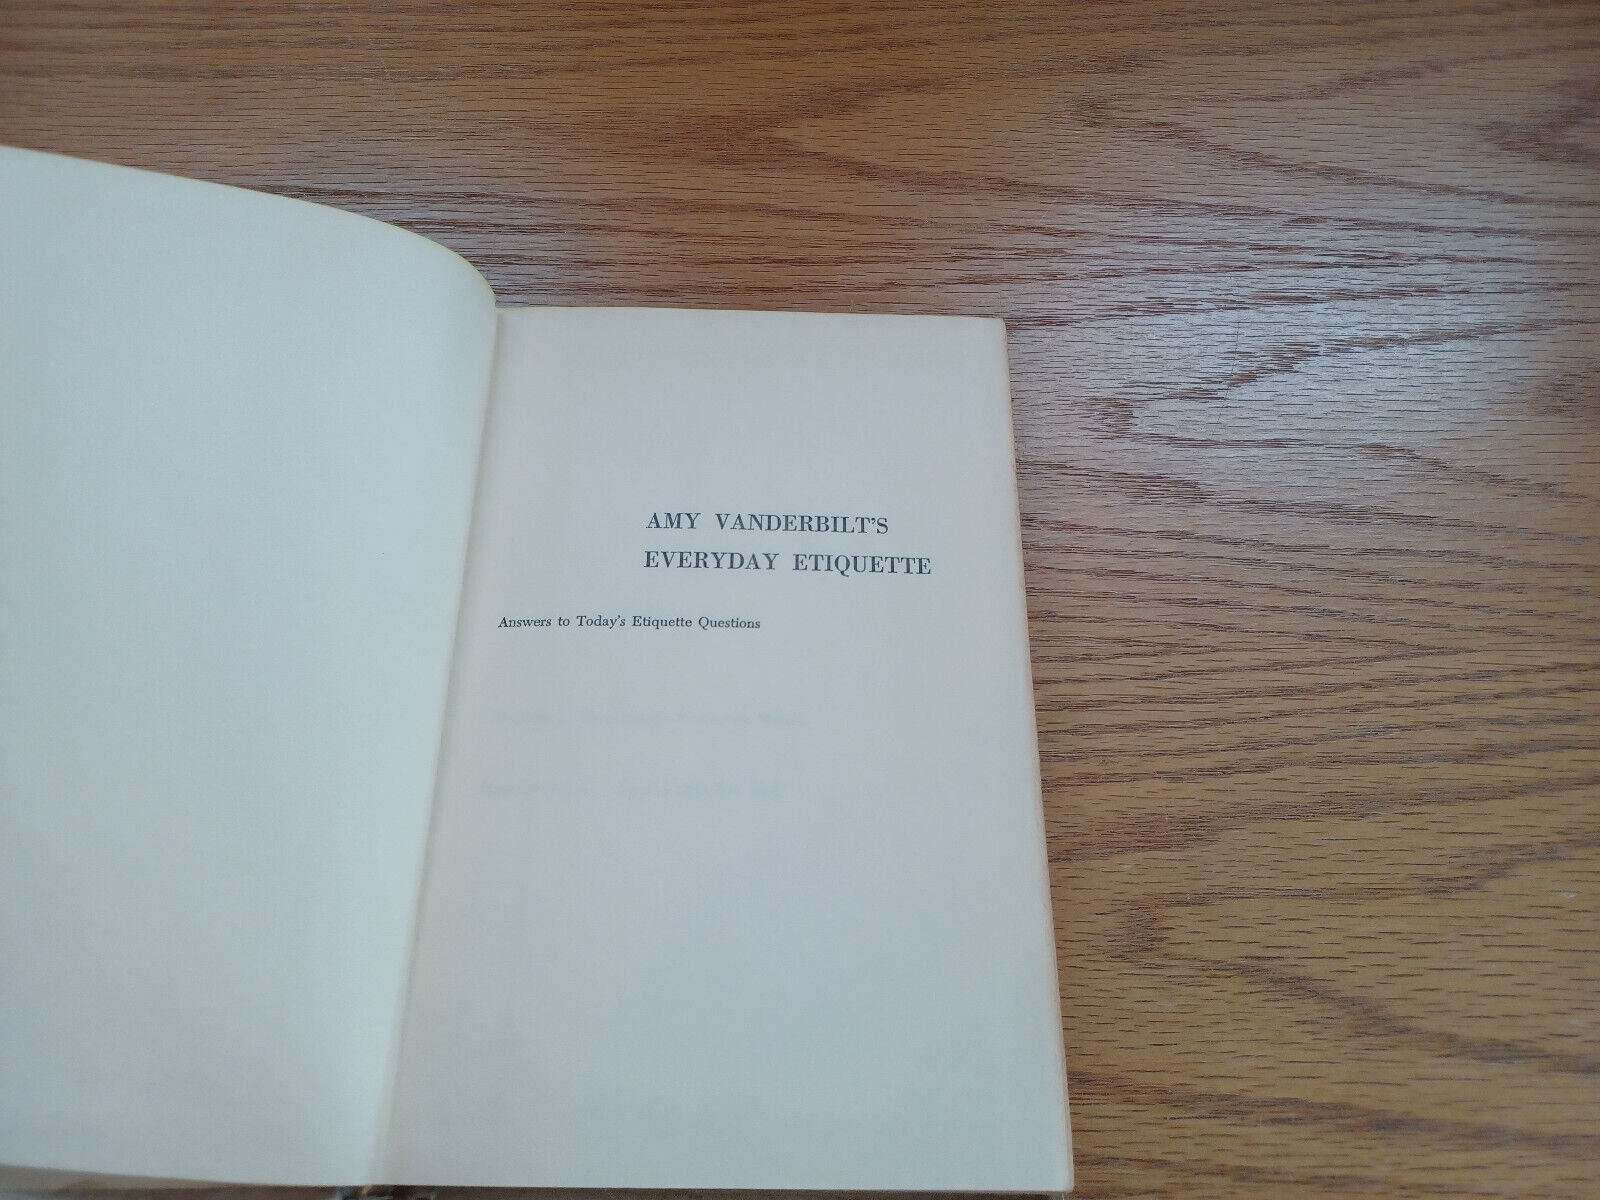 AMY VANDERBILT'S
EVERYDAY ETIQUETTE
Answers to Today's Etiquette Questions